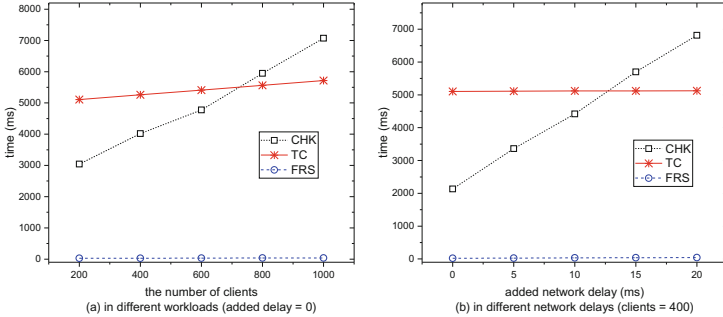 8000
7000
6000
5000
4000
3000
2000
1000
0
time (ms)
CHK
TC
FRS
200 400 600 800 1000
the number of clients
(a) in different workloads (added delay = 0)
7000
6000
5000
4000
3000
2000
1000
0
time (ms)
CHK
TC
FRS
0 5 10 15 20
added network delay (ms)
(b) in different network delays (clients = 400)